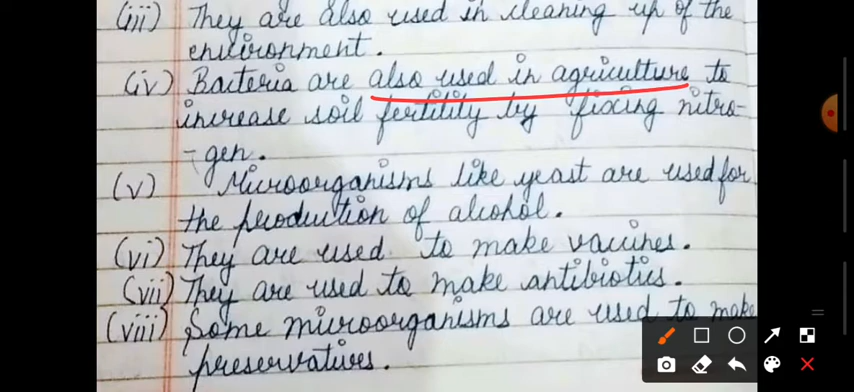 (iii) They are also used in cleaning up of the
environment.
(iv) Bacteria are also used in agriculture to
increase soil fertility by fixing nitro-
-gen.
(v) Microorganisms like yeast are used for
the production of alcohol.
(vi) They are used to make vaccines.
(vii) They are used to make antibiotics.
(viii) Some microorganisms are used to make
preservatives.